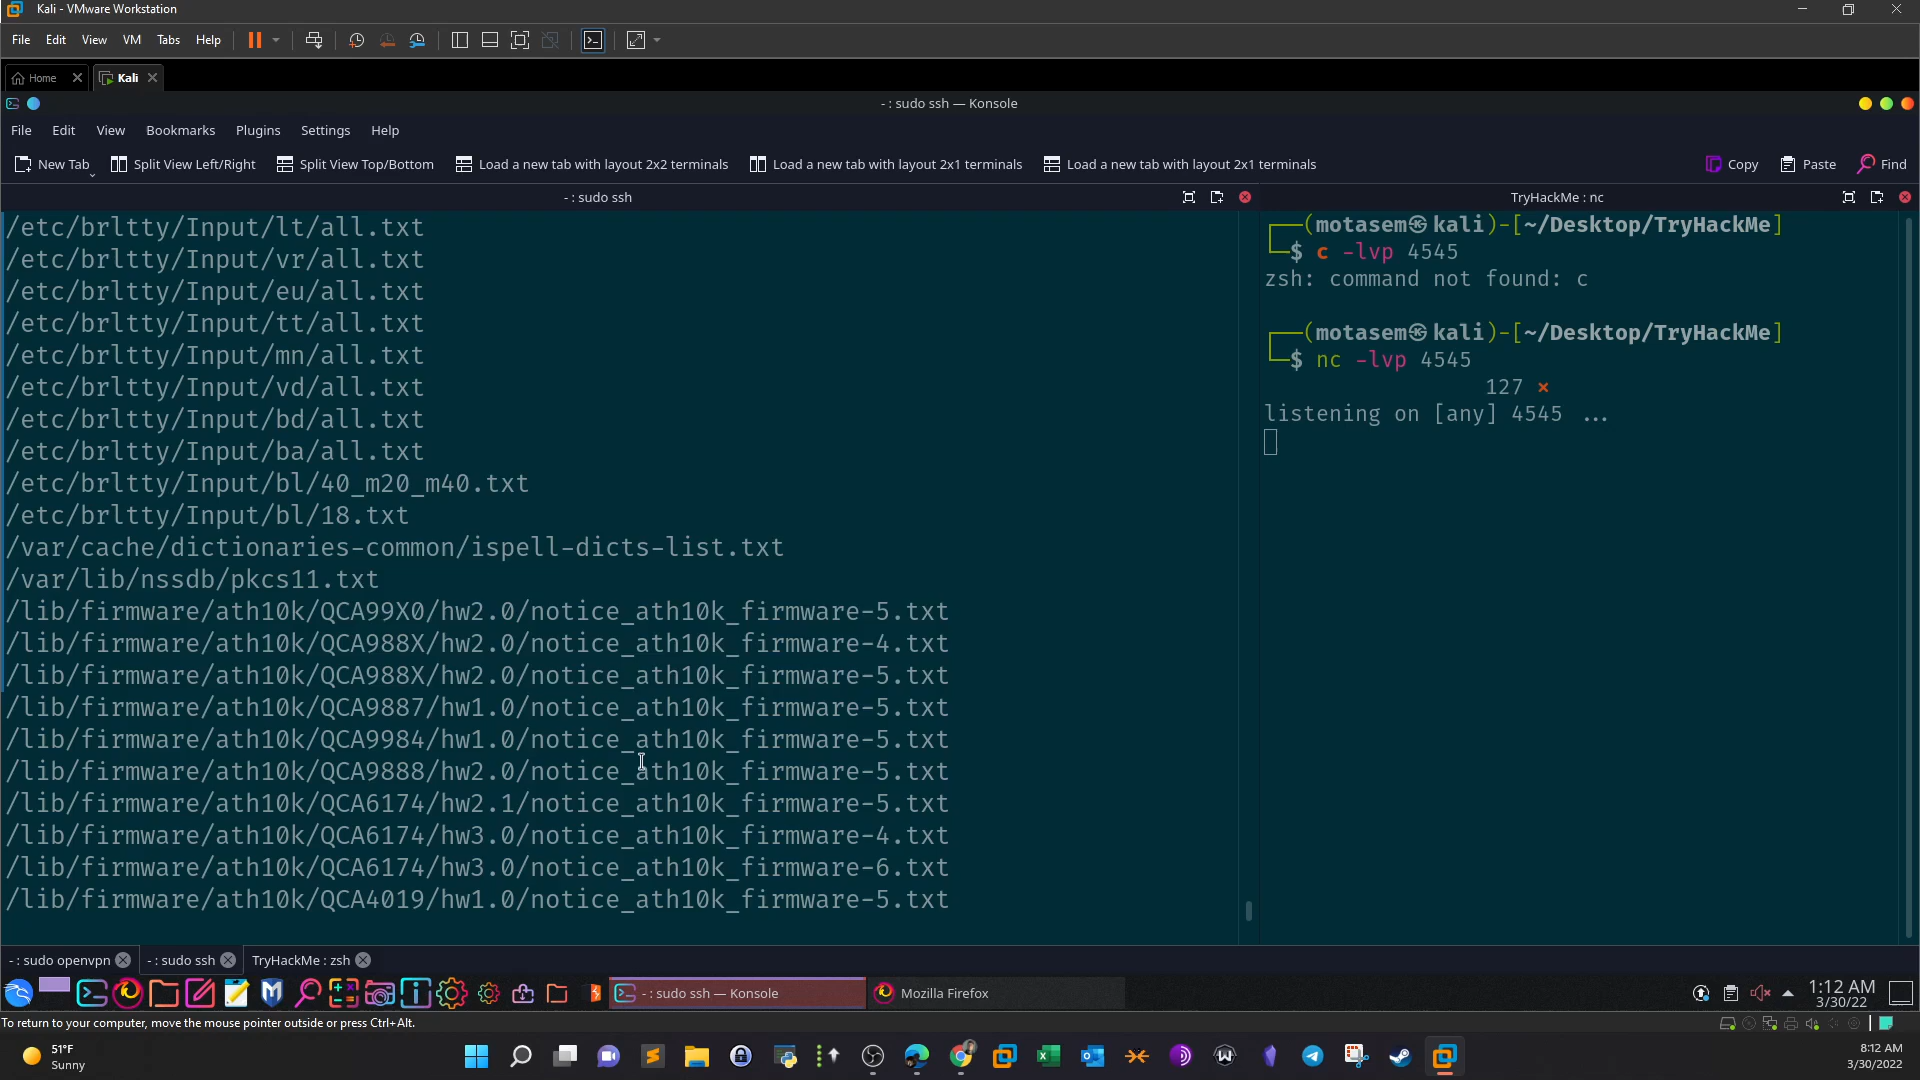 Kali - VMware Workstation
File Edit View VM Tabs Help
Home Kali
- : sudo ssh — Konsole
File Edit View Bookmarks Plugins Settings Help
New Tab Split View Left/Right Split View Top/Bottom Load a new tab with layout 2x2 terminals Load a new tab with layout 2x1 terminals Load a new tab with layout 2x1 terminals Copy Paste Find
- : sudo ssh
/etc/brltty/Input/lt/all.txt
/etc/brltty/Input/vr/all.txt
/etc/brltty/Input/eu/all.txt
/etc/brltty/Input/tt/all.txt
/etc/brltty/Input/mn/all.txt
/etc/brltty/Input/vd/all.txt
/etc/brltty/Input/bd/all.txt
/etc/brltty/Input/ba/all.txt
/etc/brltty/Input/bl/40_m20_m40.txt
/etc/brltty/Input/bl/18.txt
/var/cache/dictionaries-common/ispell-dicts-list.txt
/var/lib/nssdb/pkcs11.txt
/lib/firmware/ath10k/QCA99X0/hw2.0/notice_ath10k_firmware-5.txt
/lib/firmware/ath10k/QCA988X/hw2.0/notice_ath10k_firmware-4.txt
/lib/firmware/ath10k/QCA988X/hw2.0/notice_ath10k_firmware-5.txt
/lib/firmware/ath10k/QCA9887/hw1.0/notice_ath10k_firmware-5.txt
/lib/firmware/ath10k/QCA9984/hw1.0/notice_ath10k_firmware-5.txt
/lib/firmware/ath10k/QCA9888/hw2.0/notice_ath10k_firmware-5.txt
/lib/firmware/ath10k/QCA6174/hw2.1/notice_ath10k_firmware-5.txt
/lib/firmware/ath10k/QCA6174/hw3.0/notice_ath10k_firmware-4.txt
/lib/firmware/ath10k/QCA6174/hw3.0/notice_ath10k_firmware-6.txt
/lib/firmware/ath10k/QCA4019/hw1.0/notice_ath10k_firmware-5.txt
TryHackMe : nc
┌──(motasem㉿kali)-[~/Desktop/TryHackMe]
└─$ c -lvp 4545
zsh: command not found: c
┌──(motasem㉿kali)-[~/Desktop/TryHackMe]
└─$ nc -lvp 4545
127 ×
listening on [any] 4545 ...
- : sudo openvpn - : sudo ssh TryHackMe : zsh
- : sudo ssh — Konsole Mozilla Firefox
1:12 AM
3/30/22
To return to your computer, move the mouse pointer outside or press Ctrl+Alt.
51°F
Sunny
8:12 AM
3/30/2022